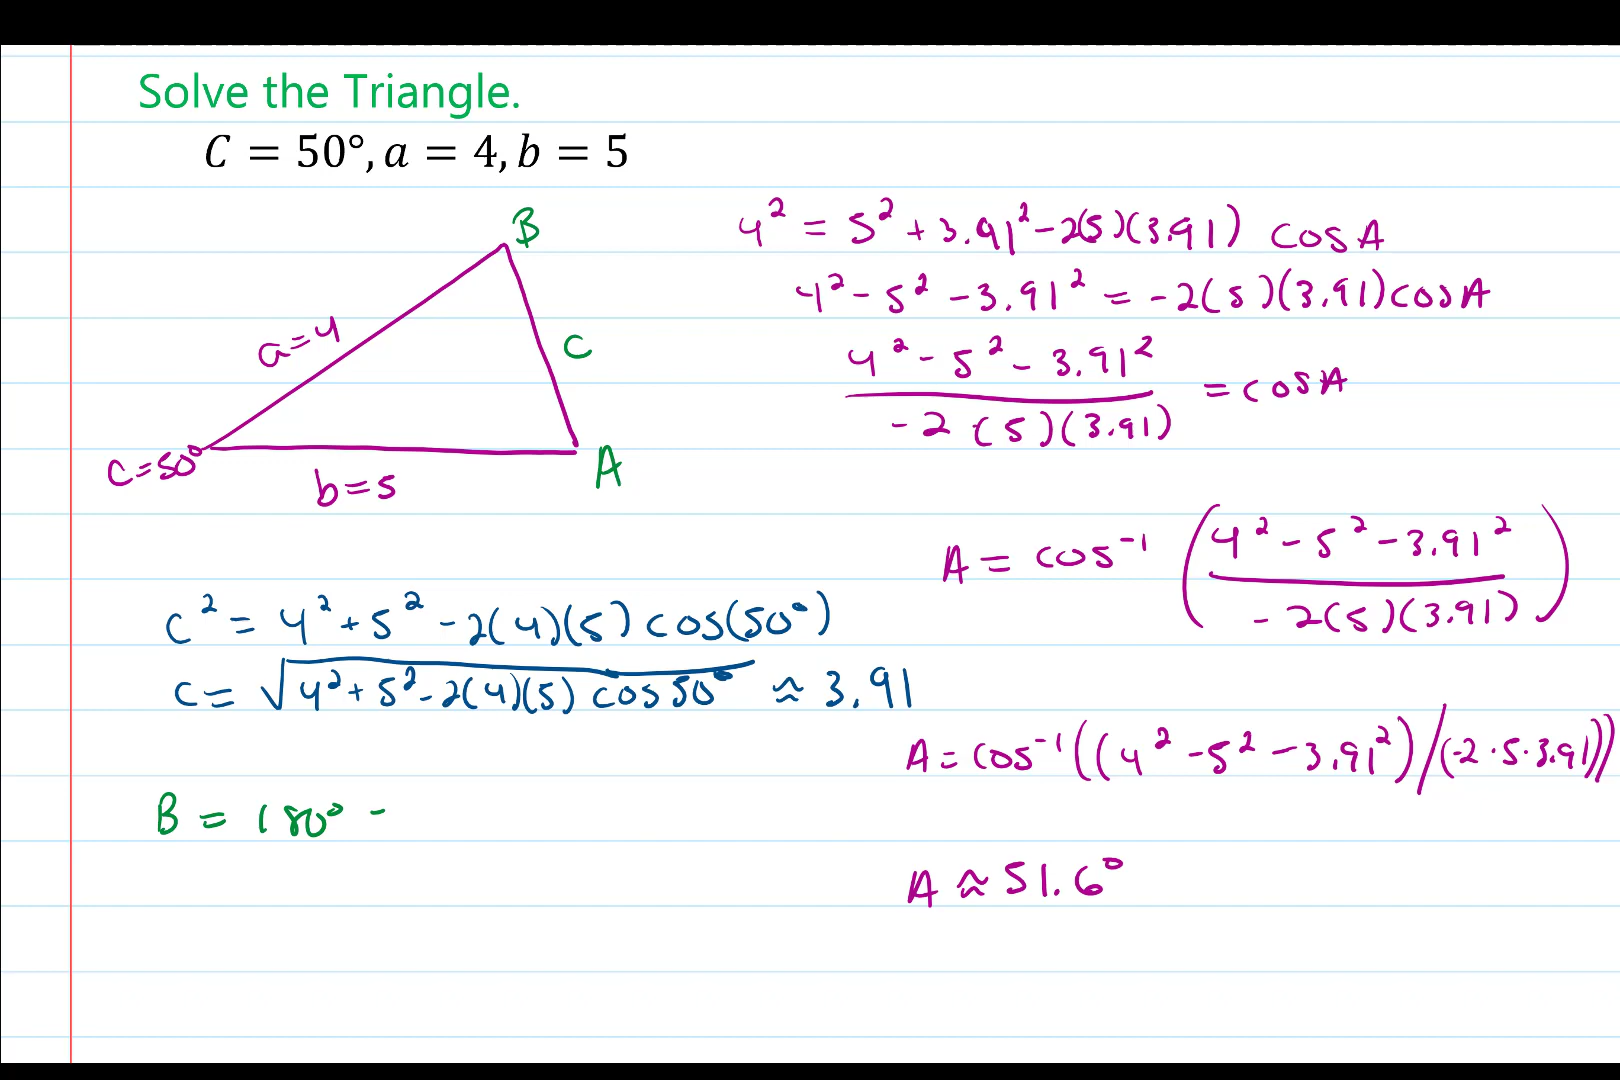 Solve the Triangle.
C = 50°, a = 4, b = 5
B
a=4
c
C=50°
b=5
A
c² = 4² + 5² - 2(4)(5) cos(50°)
c = √4² + 5² - 2(4)(5) cos 50° ≈ 3.91
B = 180° -
4² = 5² + 3.91² - 2(5)(3.91) cos A
4² - 5² - 3.91² = -2(5)(3.91) cos A
4² - 5² - 3.91²
-2(5)(3.91)
= cos A
A = cos⁻¹ (4² - 5² - 3.91² / -2(5)(3.91))
A = cos⁻¹((4² - 5² - 3.91²)/(-2·5·3.91))
A ≈ 51.6°